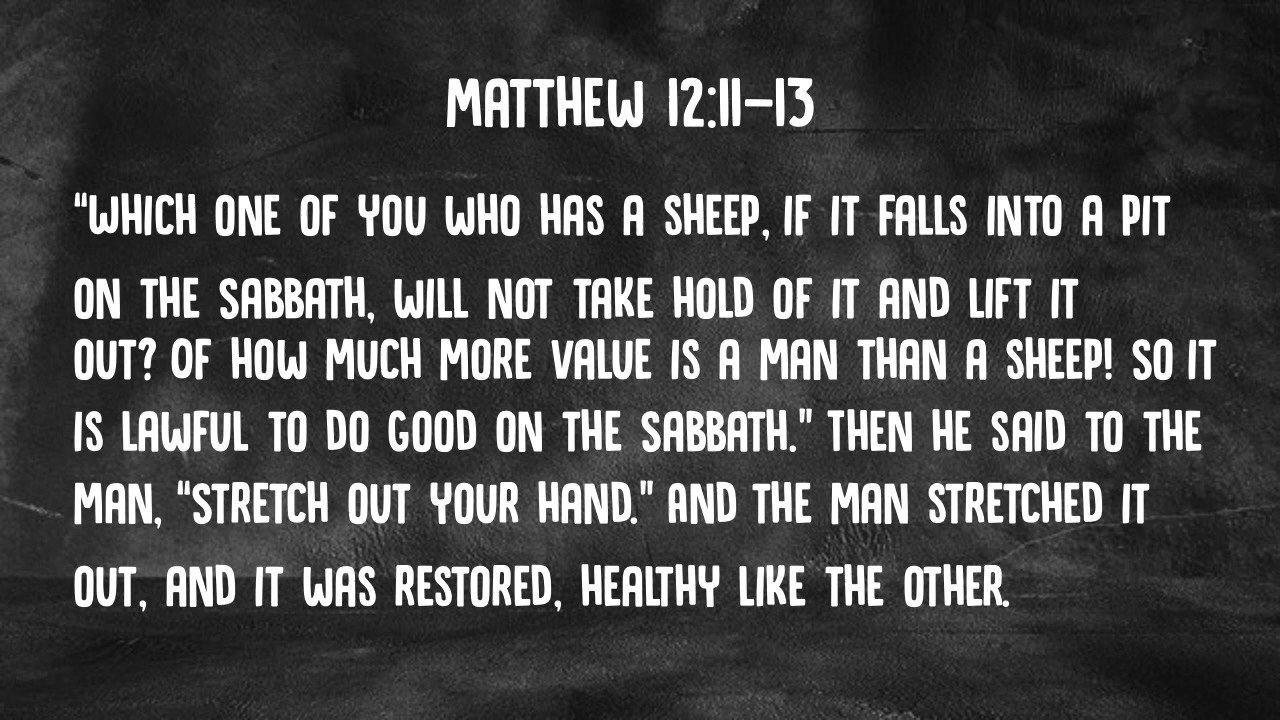 MATTHEW 12:11–13
“WHICH ONE OF YOU WHO HAS A SHEEP, IF IT FALLS INTO A PIT
ON THE SABBATH, WILL NOT TAKE HOLD OF IT AND LIFT IT
OUT? OF HOW MUCH MORE VALUE IS A MAN THAN A SHEEP! SO IT
IS LAWFUL TO DO GOOD ON THE SABBATH.” THEN HE SAID TO THE
MAN, “STRETCH OUT YOUR HAND.” AND THE MAN STRETCHED IT
OUT, AND IT WAS RESTORED, HEALTHY LIKE THE OTHER.